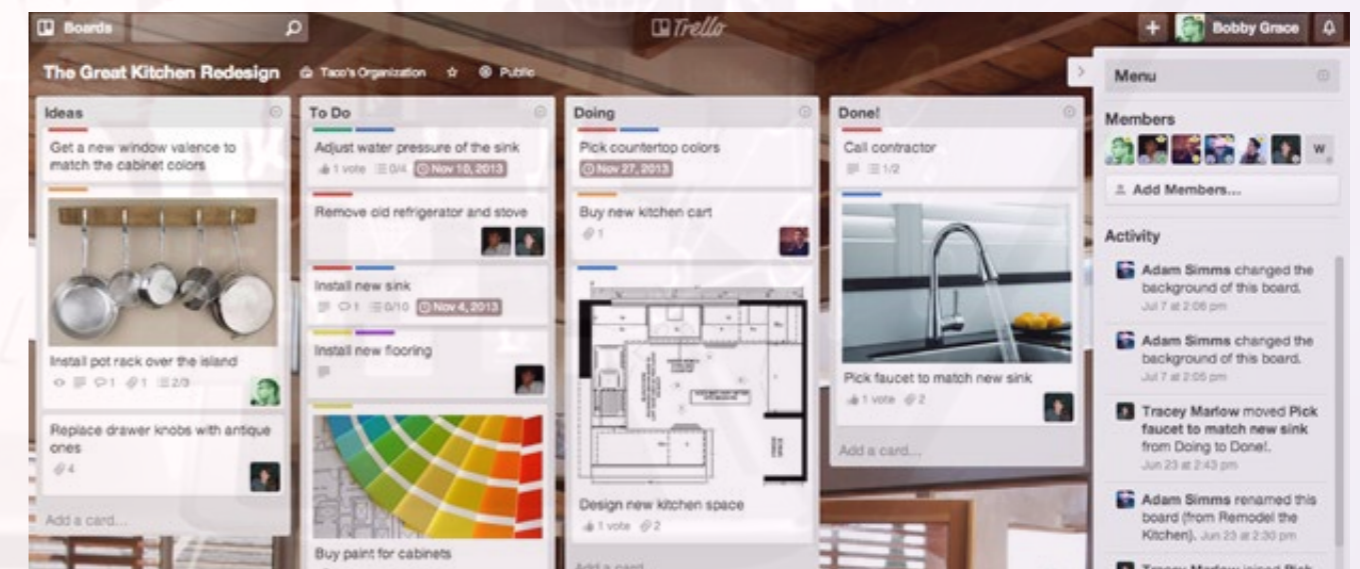 Boards
Trello
Bobby Grace
The Great Kitchen Redesign
Taco's Organization
Public
Ideas
Get a new window valence to
match the cabinet colors
Install pot rack over the island
1
1
2/3
Replace drawer knobs with antique
ones
4
Add a card...
To Do
Adjust water pressure of the sink
1 vote
0/4
Nov 10, 2013
Remove old refrigerator and stove
Install new sink
1
0/10
Nov 4, 2013
Install new flooring
Buy paint for cabinets
Doing
Pick countertop colors
Nov 27, 2013
Buy new kitchen cart
1
Design new kitchen space
1 vote
2
Add a card...
Done!
Call contractor
1/2
Pick faucet to match new sink
1 vote
2
Add a card...
Menu
Members
W
Add Members...
Activity
Adam Simms changed the
background of this board.
Jul 7 at 2:06 pm
Adam Simms changed the
background of this board.
Jul 7 at 2:05 pm
Tracey Marlow moved Pick
faucet to match new sink
from Doing to Done!.
Jun 23 at 2:43 pm
Adam Simms renamed this
board (from Remodel the
Kitchen). Jun 23 at 2:30 pm
Tracey Marlow joined Pick